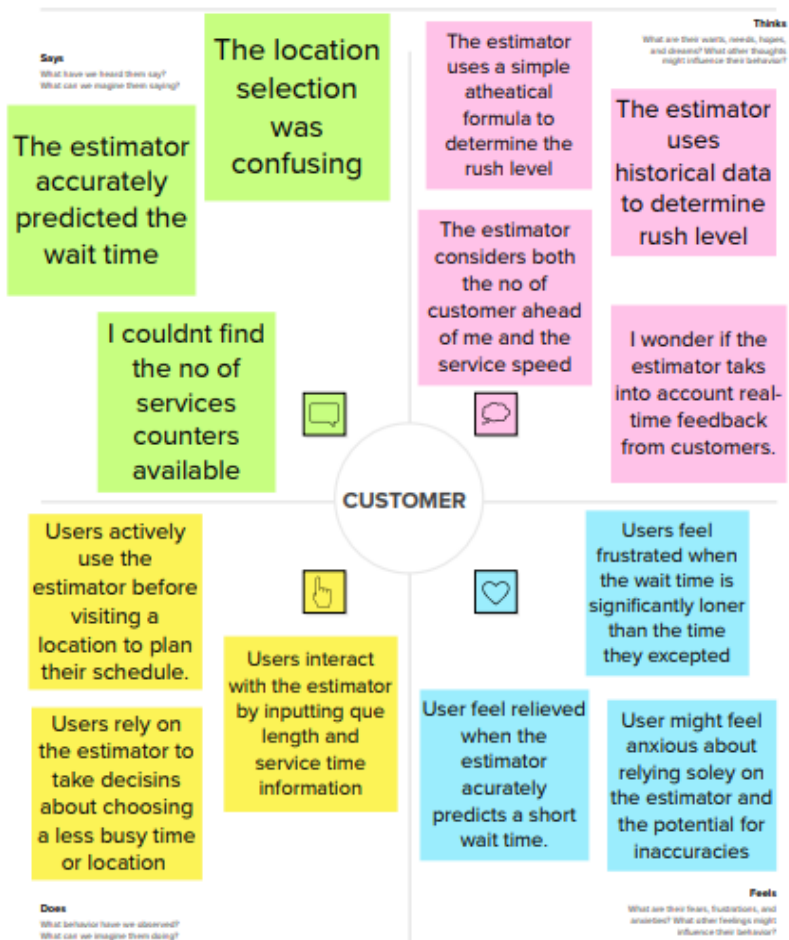 Says
What have we heard them say?
What can we imagine them saying?
The location
selection
was
confusing
The estimator
accurately
predicted the
wait time
I couldnt find
the no of
services
counters
available
Thinks
What are their wants, needs, hopes,
and dreams? What other thoughts
might influence their behavior?
The estimator
uses a simple
atheatical
formula to
determine the
rush level
The estimator
uses
historical data
to determine
rush level
The estimator
considers both
the no of
customer ahead
of me and the
service speed
I wonder if the
estimator taks
into account real-
time feedback
from customers.
CUSTOMER
Users actively
use the
estimator before
visiting a
location to plan
their schedule.
Users interact
with the estimator
by inputting que
length and
service time
information
Users rely on
the estimator to
take decisins
about choosing
a less busy time
or location
Does
What behavior have we observed?
What can we imagine them doing?
Users feel
frustrated when
the wait time is
significantly loner
than the time
they excepted
User feel relieved
when the
estimator
acurately
predicts a short
wait time.
User might feel
anxious about
relying soley on
the estimator and
the potential for
inaccuracies
Feels
What are their fears, frustrations, and
anxieties? What other feelings might
influence their behavior?